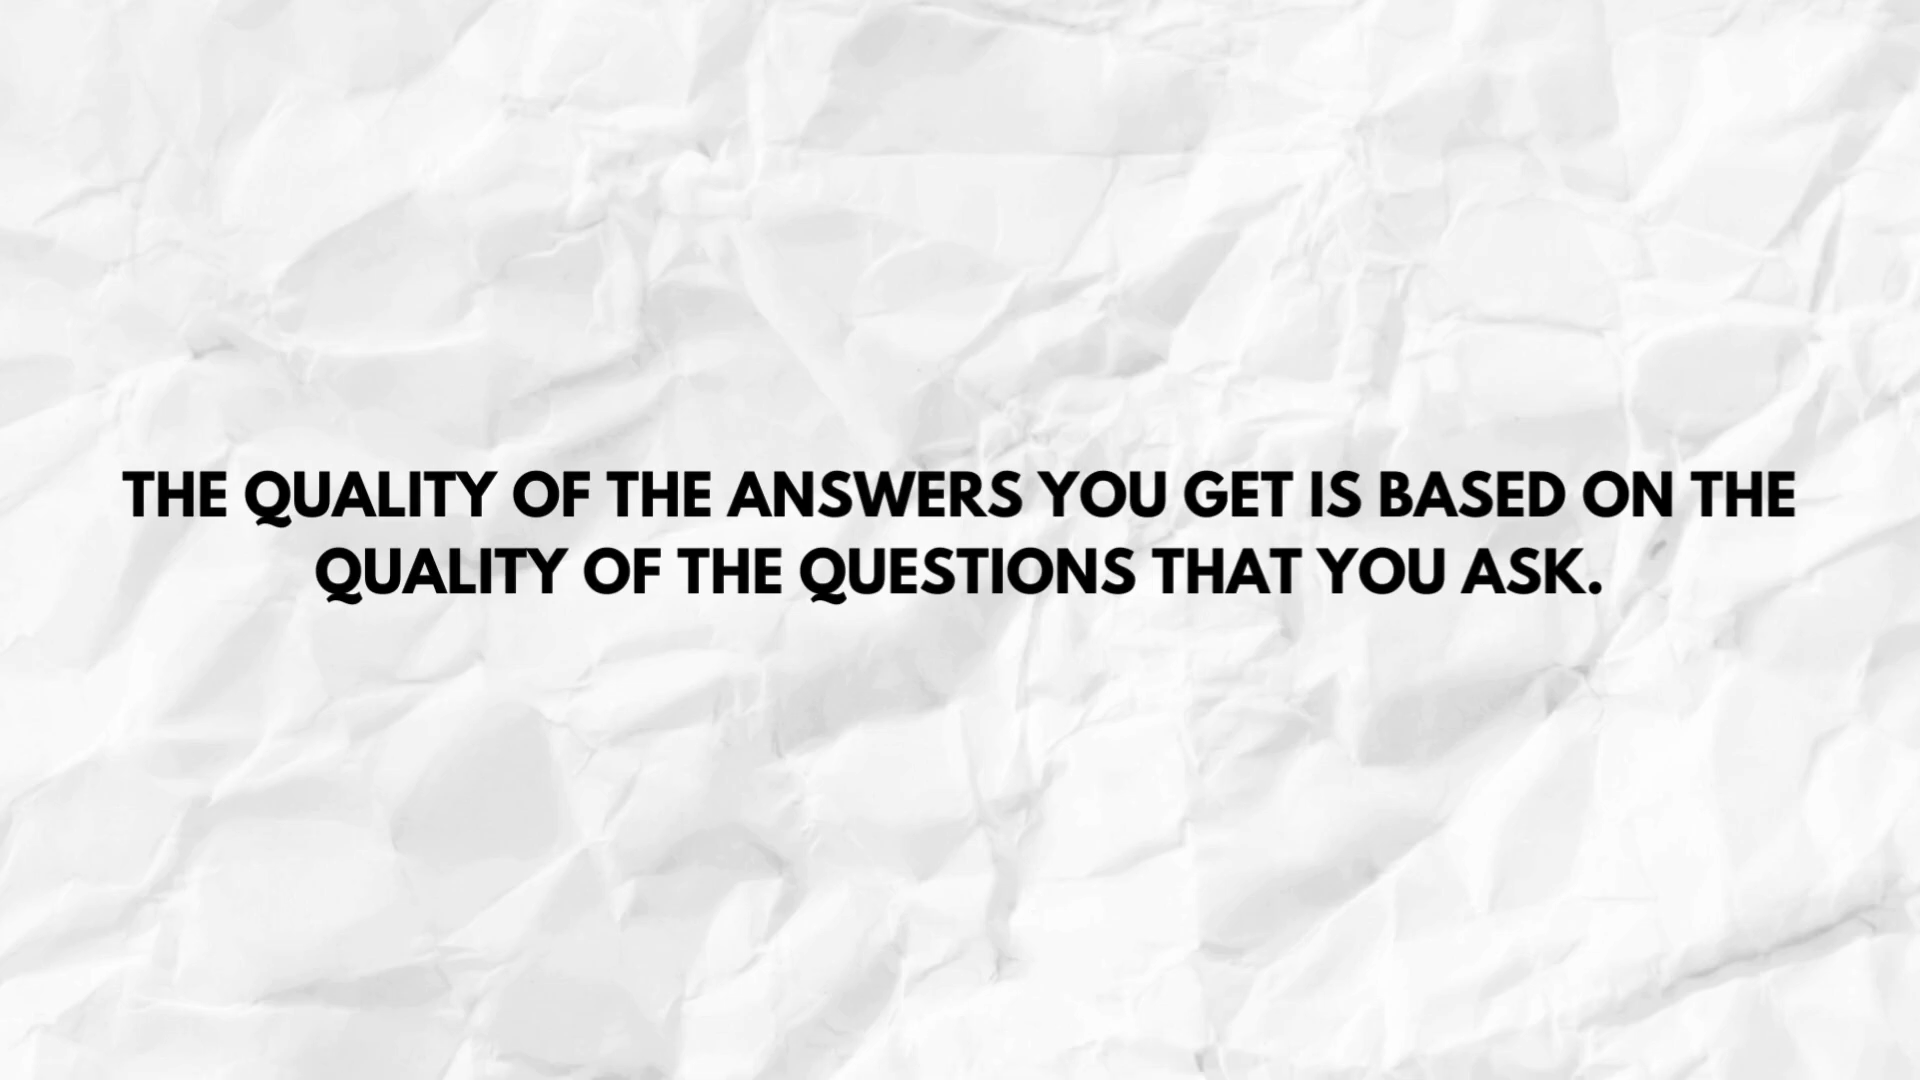 THE QUALITY OF THE ANSWERS YOU GET IS BASED ON THE
QUALITY OF THE QUESTIONS THAT YOU ASK.